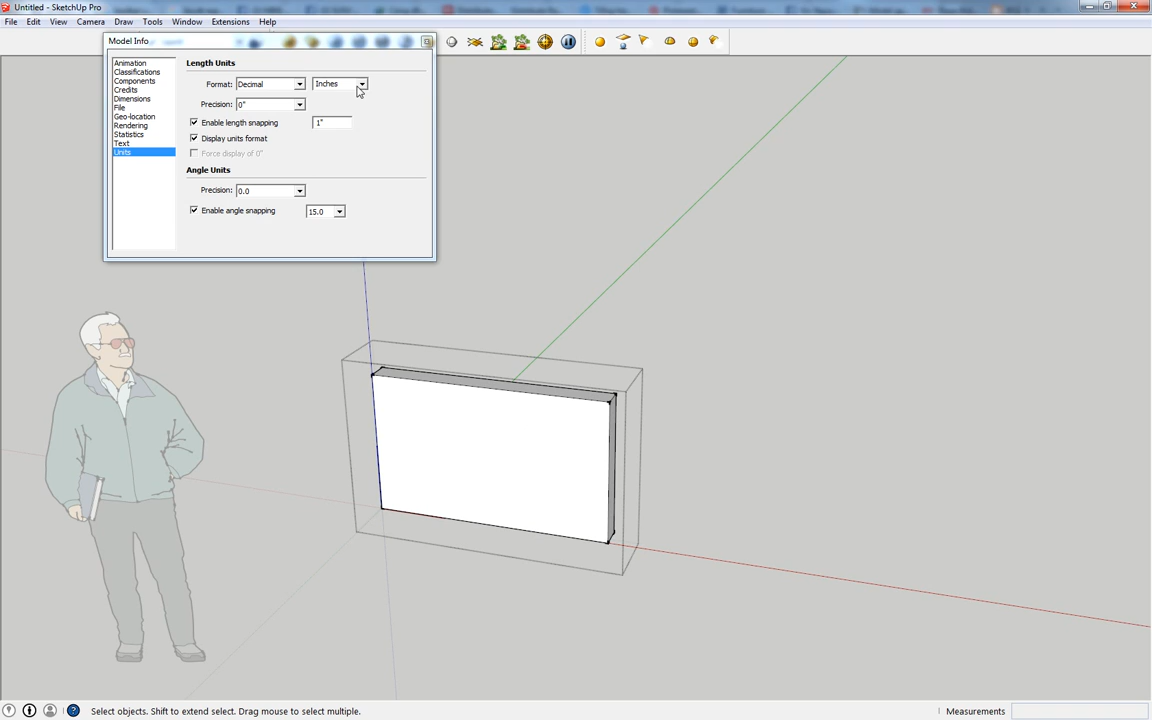 Untitled - SketchUp Pro
File Edit View Camera Draw Tools Window Extensions Help
Model Info
Animation
Classifications
Components
Credits
Dimensions
File
Geo-location
Rendering
Statistics
Text
Units
Length Units
Format: Decimal Inches
Precision: 0"
Enable length snapping 1"
Display units format
Force display of 0"
Angle Units
Precision: 0.0
Enable angle snapping 15.0
Select objects. Shift to extend select. Drag mouse to select multiple.
Measurements